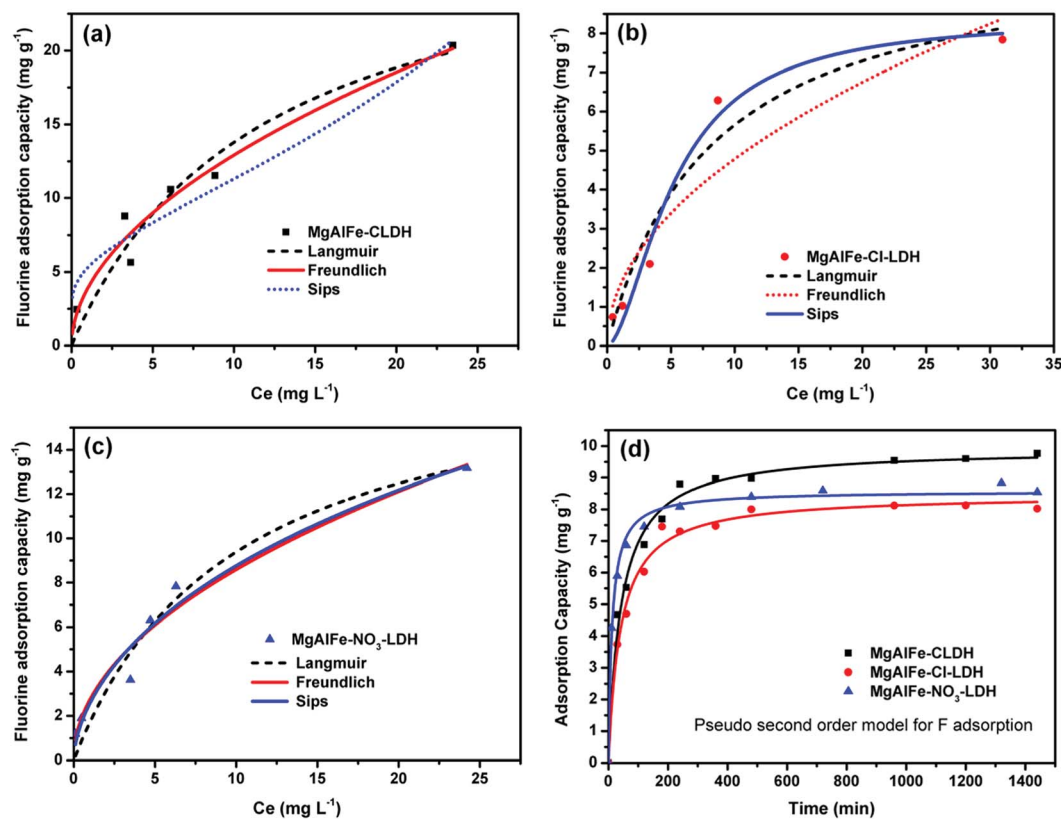 (a)
Fluorine adsorption capacity (mg g⁻¹)
20
15
10
5
0
MgAlFe-CLDH
Langmuir
Freundlich
Sips
0 5 10 15 20 25
Ce (mg L⁻¹)
(b)
Fluorine adsorption capacity (mg g⁻¹)
8
7
6
5
4
3
2
1
0
MgAlFe-Cl-LDH
Langmuir
Freundlich
Sips
0 5 10 15 20 25 30 35
Ce (mg L⁻¹)
(c)
Fluorine adsorption capacity (mg g⁻¹)
14
12
10
8
6
4
2
0
MgAlFe-NO₃-LDH
Langmuir
Freundlich
Sips
0 5 10 15 20 25
Ce (mg L⁻¹)
(d)
Adsorption Capacity (mg g⁻¹)
10
9
8
7
6
5
4
3
2
1
0
MgAlFe-CLDH
MgAlFe-Cl-LDH
MgAlFe-NO₃-LDH
Pseudo second order model for F adsorption
0 200 400 600 800 1000 1200 1400
Time (min)